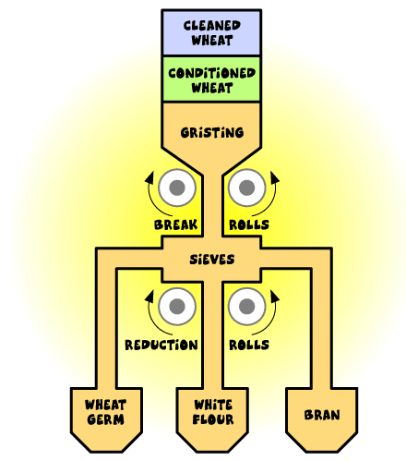 CLEANED
WHEAT
CONDITIONED
WHEAT
GRISTING
BREAK ROLLS
SIEVES
REDUCTION ROLLS
WHEAT
GERM
WHITE
FLOUR
BRAN